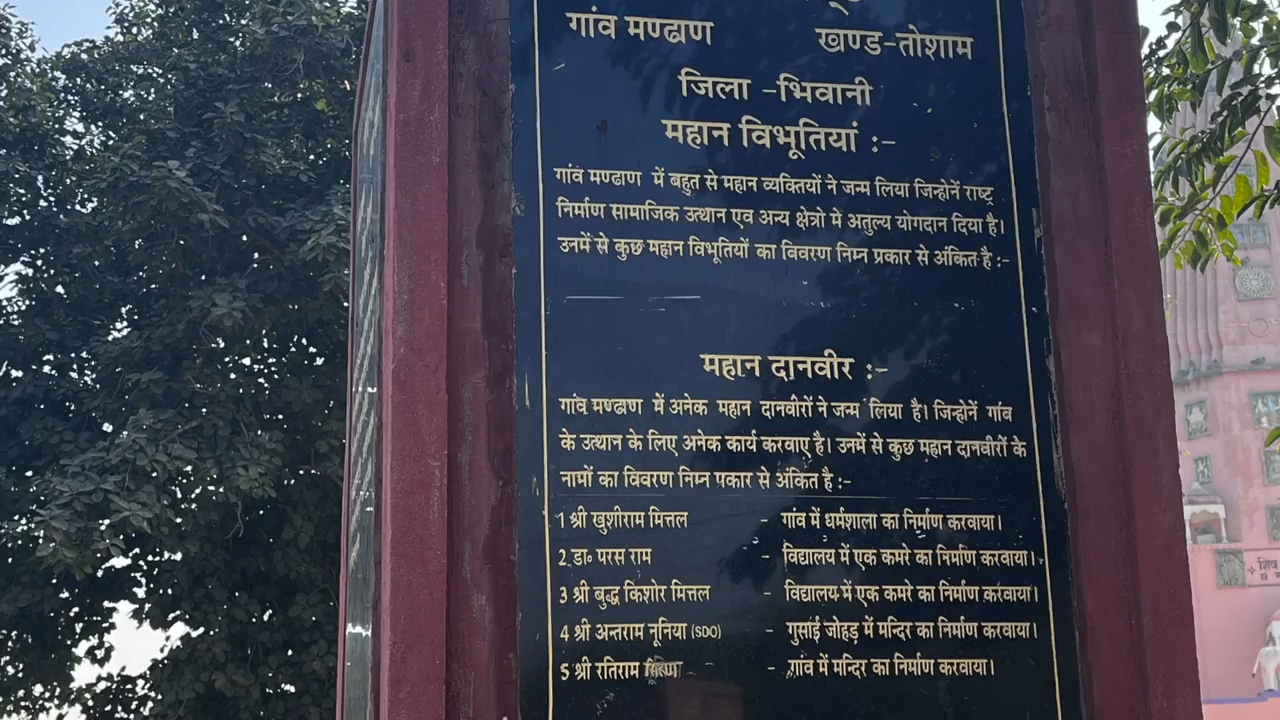 गांव मण्ढाण खण्ड-तोशाम
जिला -भिवानी
महान विभूतियां :-
गांव मण्ढाण में बहुत से महान व्यक्तियों ने जन्म लिया जिन्होनें राष्ट्र
निर्माण सामाजिक उत्थान एव अन्य क्षेत्रो में अतुल्य योगदान दिया है।
उनमें से कुछ महान विभूतियों का बिवरण निम्न प्रकार से अंकित है :-
महान दानवीर :-
गांव मण्ढाण में अनेक महान दानवीरों ने जन्म लिया है। जिन्होनें गांव
के उत्थान के लिए अनेक कार्य करवाए है। उनमें से कुछ महान दानवीरों के
नामों का विवरण निम्न पकार से अंकित है :-
1 श्री खुशीराम मित्तल - गांव में धर्मशाला का निर्माण करवाया।
2 डा॰ परस राम - विद्यालय में एक कमरे का निर्माण करवाया।
3 श्री बुद्ध किशोर मित्तल - विद्यालय में एक कमरे का निर्माण करवाया।
4 श्री अन्तराम नूनिया (SDO) - गुसांई जोहड़ में मन्दिर का निर्माण करवाया।
5 श्री रतिराम - गांव में मन्दिर का निर्माण करवाया।
शिव